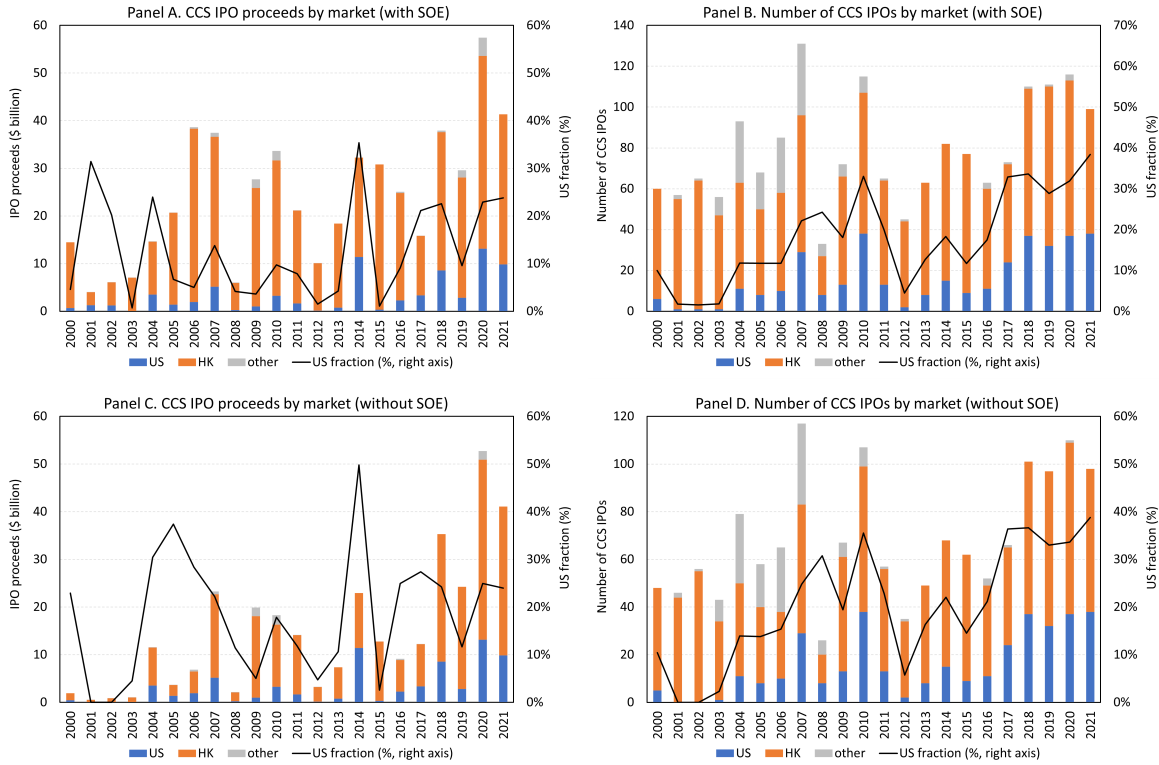 Panel A. CCS IPO proceeds by market (with SOE)
60
50
40
30
20
10
0
IPO proceeds ($ billion)
60%
50%
40%
30%
20%
10%
0%
US fraction (%)
2000 2001 2002 2003 2004 2005 2006 2007 2008 2009 2010 2011 2012 2013 2014 2015 2016 2017 2018 2019 2020 2021
US HK other US fraction (%, right axis)
Panel B. Number of CCS IPOs by market (with SOE)
140
120
100
80
60
40
20
0
Number of CCS IPOs
70%
60%
50%
40%
30%
20%
10%
0%
US fraction (%)
2000 2001 2002 2003 2004 2005 2006 2007 2008 2009 2010 2011 2012 2013 2014 2015 2016 2017 2018 2019 2020 2021
US HK other US fraction (%, right axis)
Panel C. CCS IPO proceeds by market (without SOE)
60
50
40
30
20
10
0
IPO proceeds ($ billion)
60%
50%
40%
30%
20%
10%
0%
US fraction (%)
2000 2001 2002 2003 2004 2005 2006 2007 2008 2009 2010 2011 2012 2013 2014 2015 2016 2017 2018 2019 2020 2021
US HK other US fraction (%, right axis)
Panel D. Number of CCS IPOs by market (without SOE)
120
100
80
60
40
20
0
Number of CCS IPOs
60%
50%
40%
30%
20%
10%
0%
US fraction (%)
2000 2001 2002 2003 2004 2005 2006 2007 2008 2009 2010 2011 2012 2013 2014 2015 2016 2017 2018 2019 2020 2021
US HK other US fraction (%, right axis)